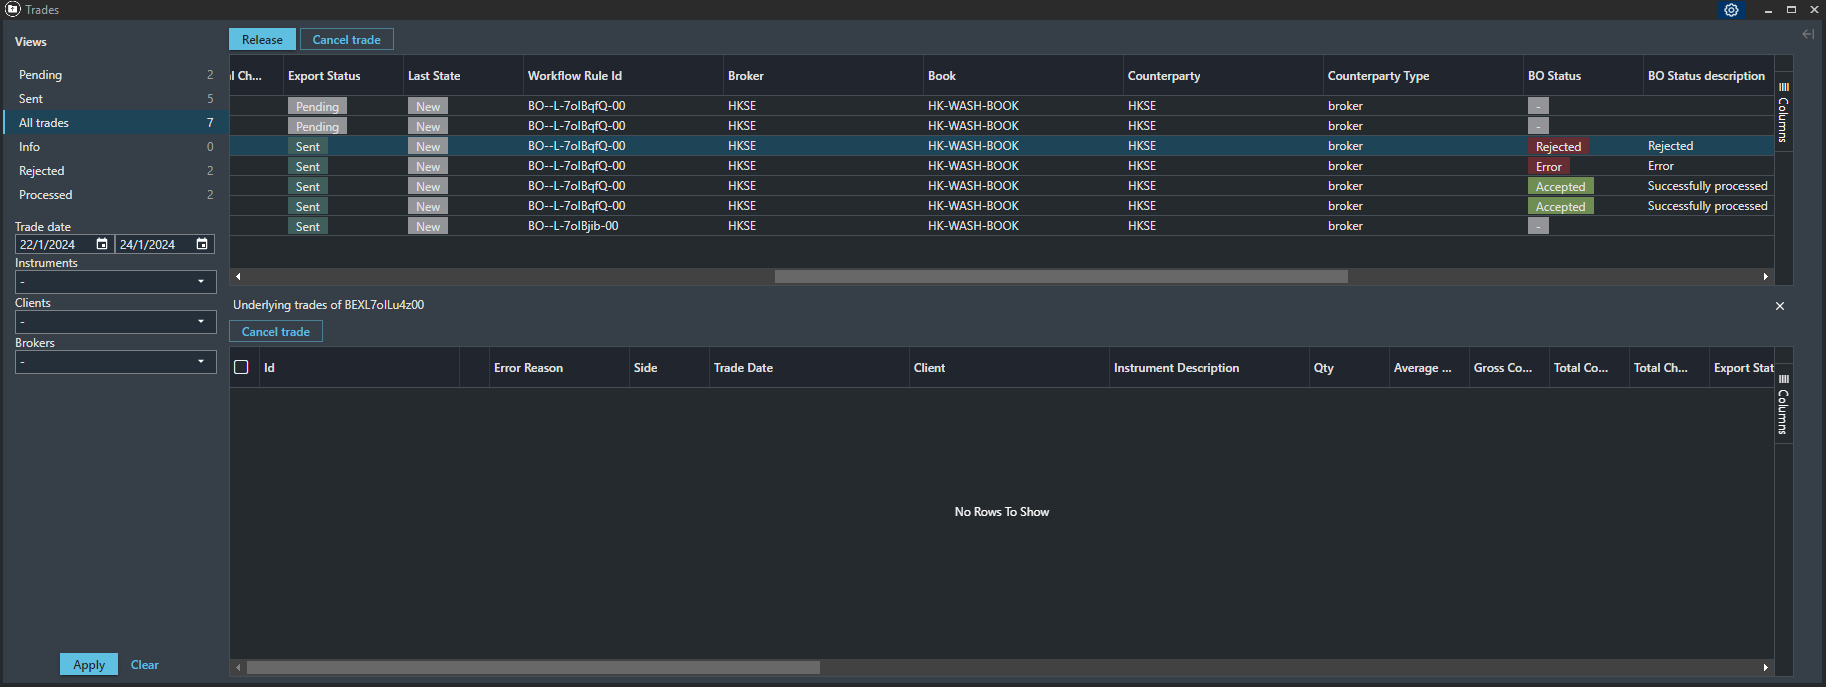 Trades
Views
Pending 2
Sent 5
All trades 7
Info 0
Rejected 2
Processed 2
Trade date
22/1/2024 24/1/2024
Instruments
-
Clients
-
Brokers
-
Apply Clear
Release Cancel trade
l Ch... Export Status Last State Workflow Rule Id Broker Book Counterparty Counterparty Type BO Status BO Status description
Pending New BO--L-7olBqfQ-00 HKSE HK-WASH-BOOK HKSE broker -
Pending New BO--L-7olBqfQ-00 HKSE HK-WASH-BOOK HKSE broker -
Sent New BO--L-7olBqfQ-00 HKSE HK-WASH-BOOK HKSE broker Rejected Rejected
Sent New BO--L-7olBqfQ-00 HKSE HK-WASH-BOOK HKSE broker Error Error
Sent New BO--L-7olBqfQ-00 HKSE HK-WASH-BOOK HKSE broker Accepted Successfully processed
Sent New BO--L-7olBqfQ-00 HKSE HK-WASH-BOOK HKSE broker Accepted Successfully processed
Sent New BO--L-7olBjib-00 HKSE HK-WASH-BOOK HKSE broker -
Columns
Underlying trades of BEXL7olLu4z00
Cancel trade
Id Error Reason Side Trade Date Client Instrument Description Qty Average ... Gross Co... Total Co... Total Ch... Export Stat
Columns
No Rows To Show